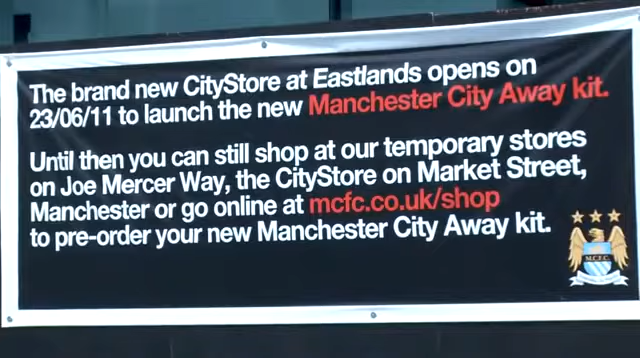 The brand new CityStore at Eastlands opens on
23/06/11 to launch the new Manchester City Away kit.
Until then you can still shop at our temporary stores
on Joe Mercer Way, the CityStore on Market Street,
Manchester or go online at mcfc.co.uk/shop
to pre-order your new Manchester City Away kit.
M.C.F.C.